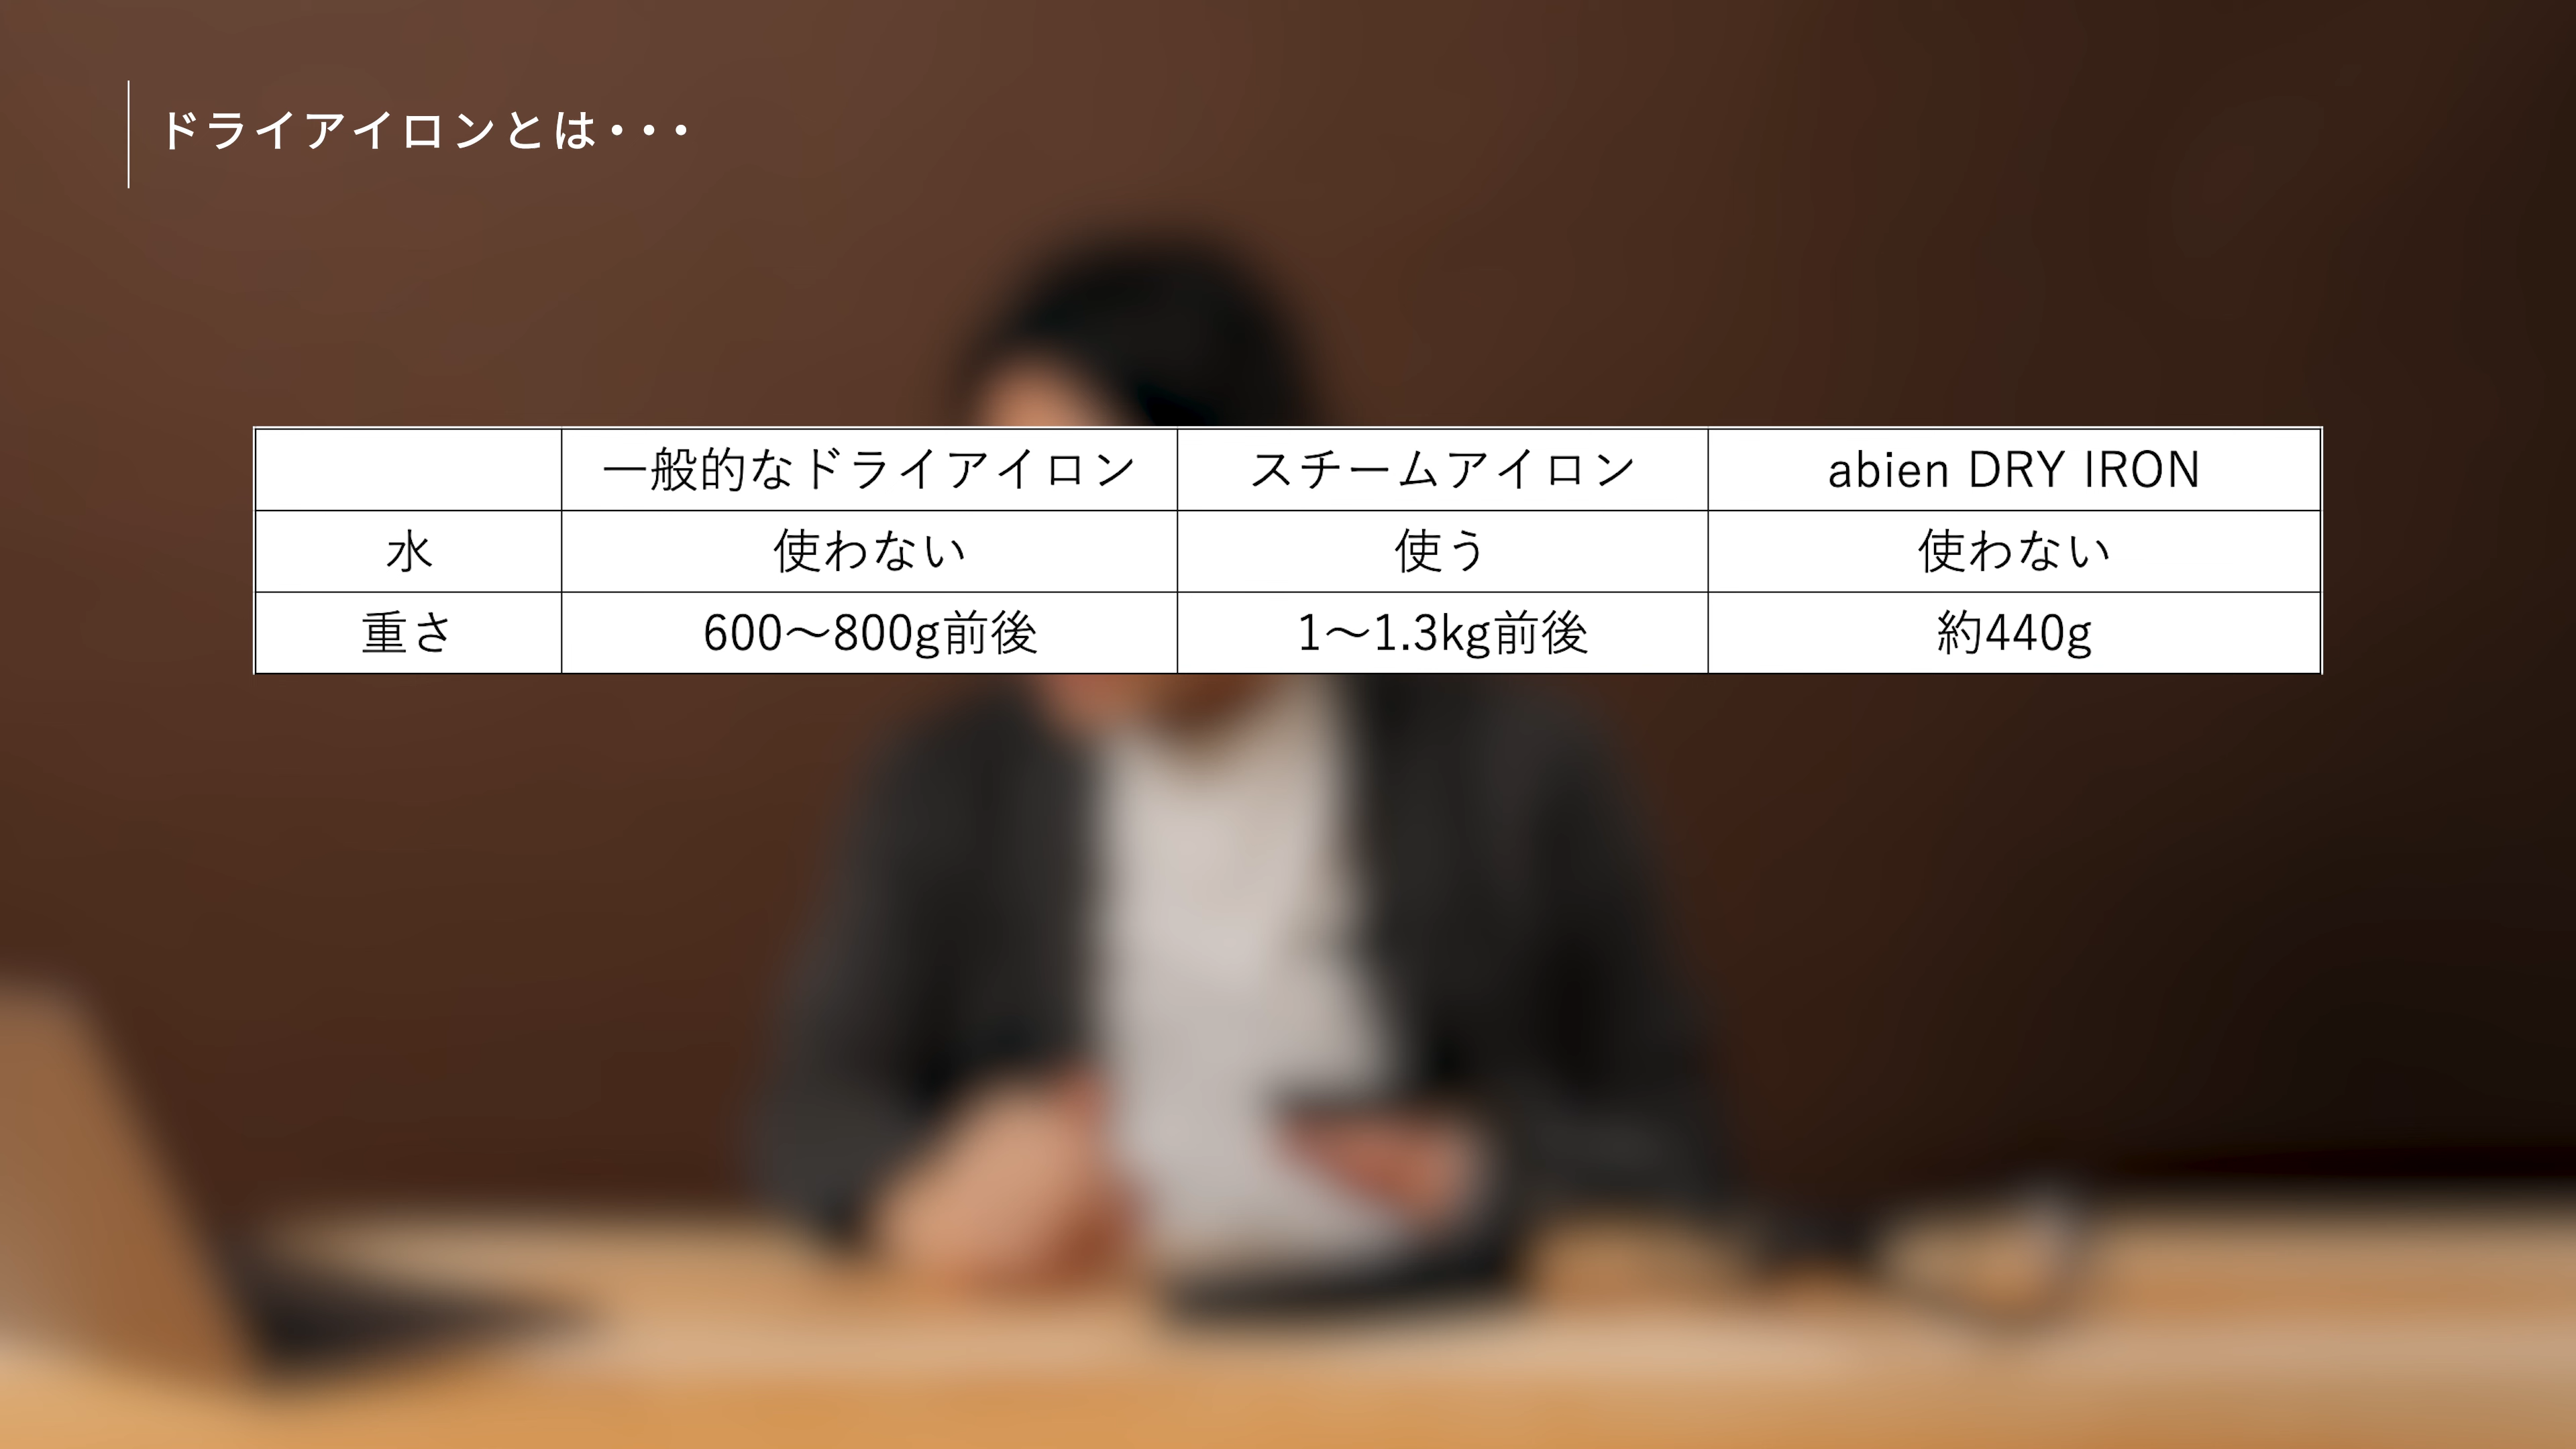 ドライアイロンとは・・・
一般的なドライアイロン スチームアイロン abien DRY IRON
水 使わない 使う 使わない
重さ 600～800g前後 1～1.3kg前後 約440g